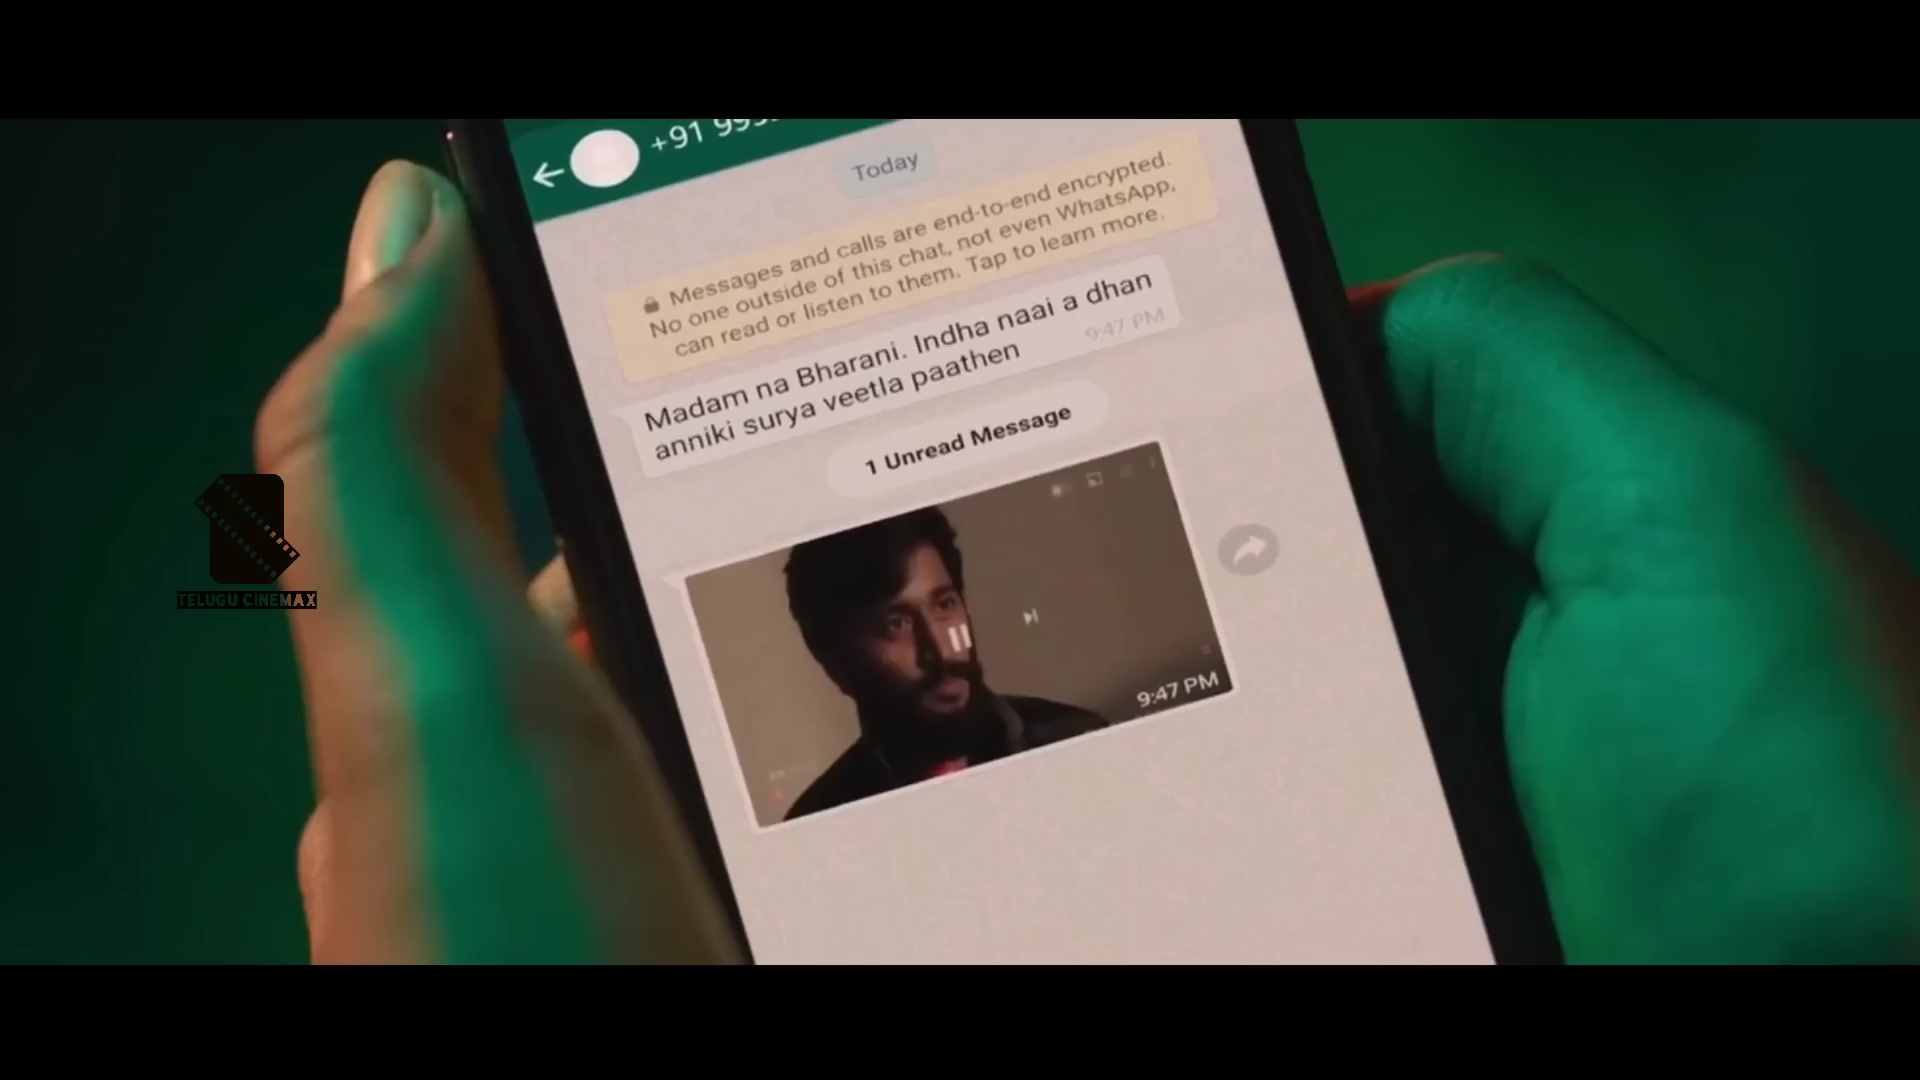 +91 995
Today
Messages and calls are end-to-end encrypted.
No one outside of this chat, not even WhatsApp,
can read or listen to them. Tap to learn more.
Madam na Bharani. Indha naai a dhan
anniki surya veetla paathen
9:47 PM
1 Unread Message
9:47 PM
TELUGU CINEMAX